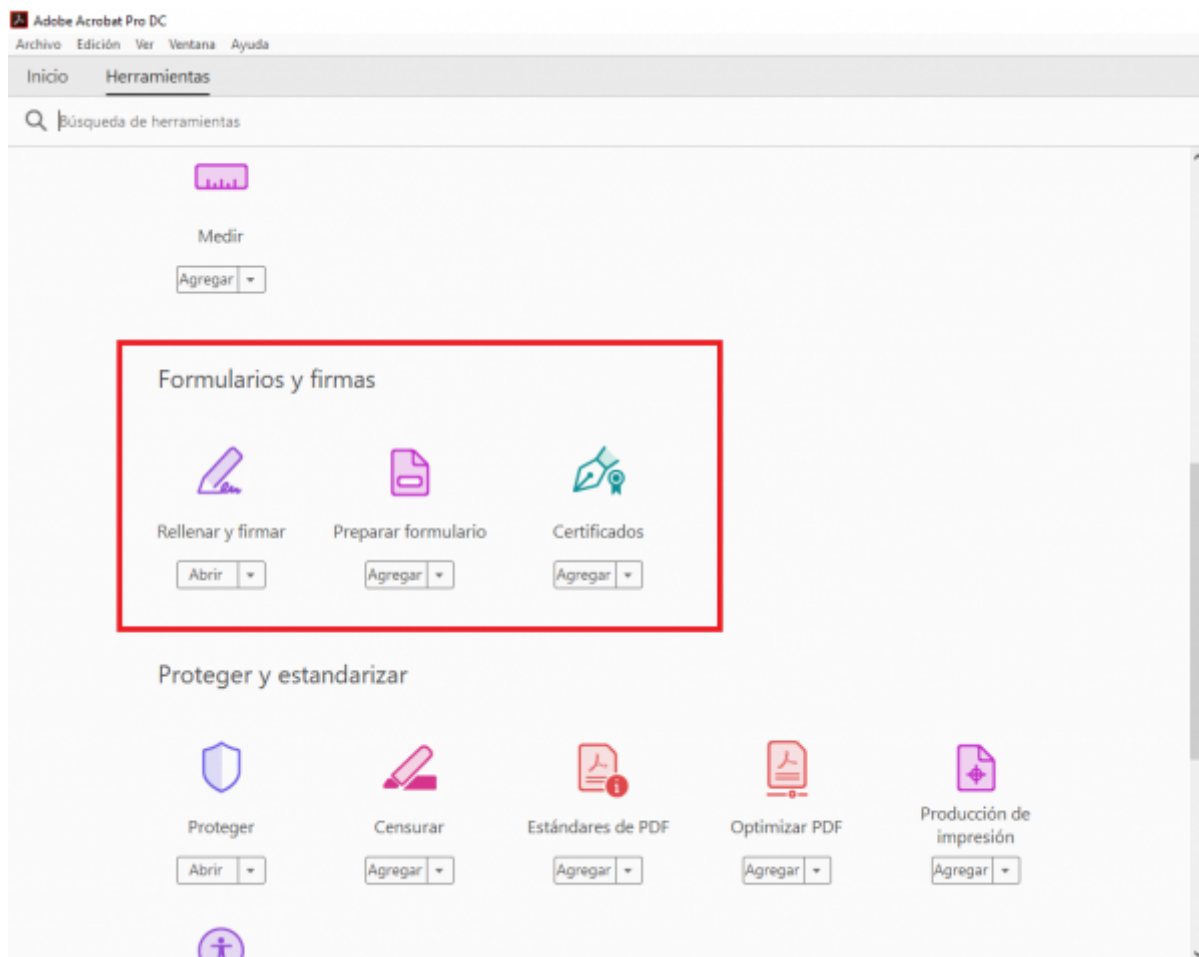 Adobe Acrobat Pro DC
Archivo Edición Ver Ventana Ayuda
Inicio Herramientas
Búsqueda de herramientas
Medir
Agregar
Formularios y firmas
Rellenar y firmar Preparar formulario Certificados
Abrir Agregar Agregar
Proteger y estandarizar
Proteger Censurar Estándares de PDF Optimizar PDF Producción de impresión
Abrir Agregar Agregar Agregar Agregar